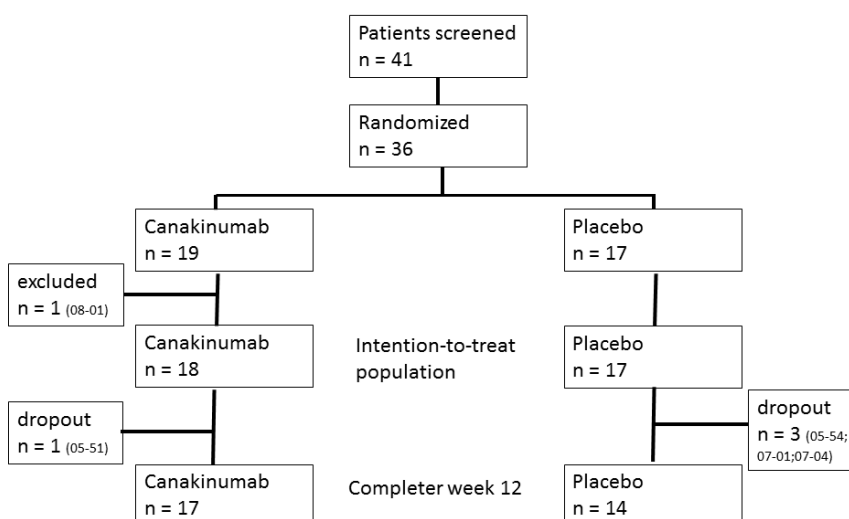 Patients screened
n = 41
Randomized
n = 36
Canakinumab
n = 19
Placebo
n = 17
excluded
n = 1 (08-01)
Canakinumab
n = 18
Intention-to-treat
population
Placebo
n = 17
dropout
n = 1 (05-51)
dropout
n = 3 (05-54;
07-01;07-04)
Canakinumab
n = 17
Completer week 12
Placebo
n = 14